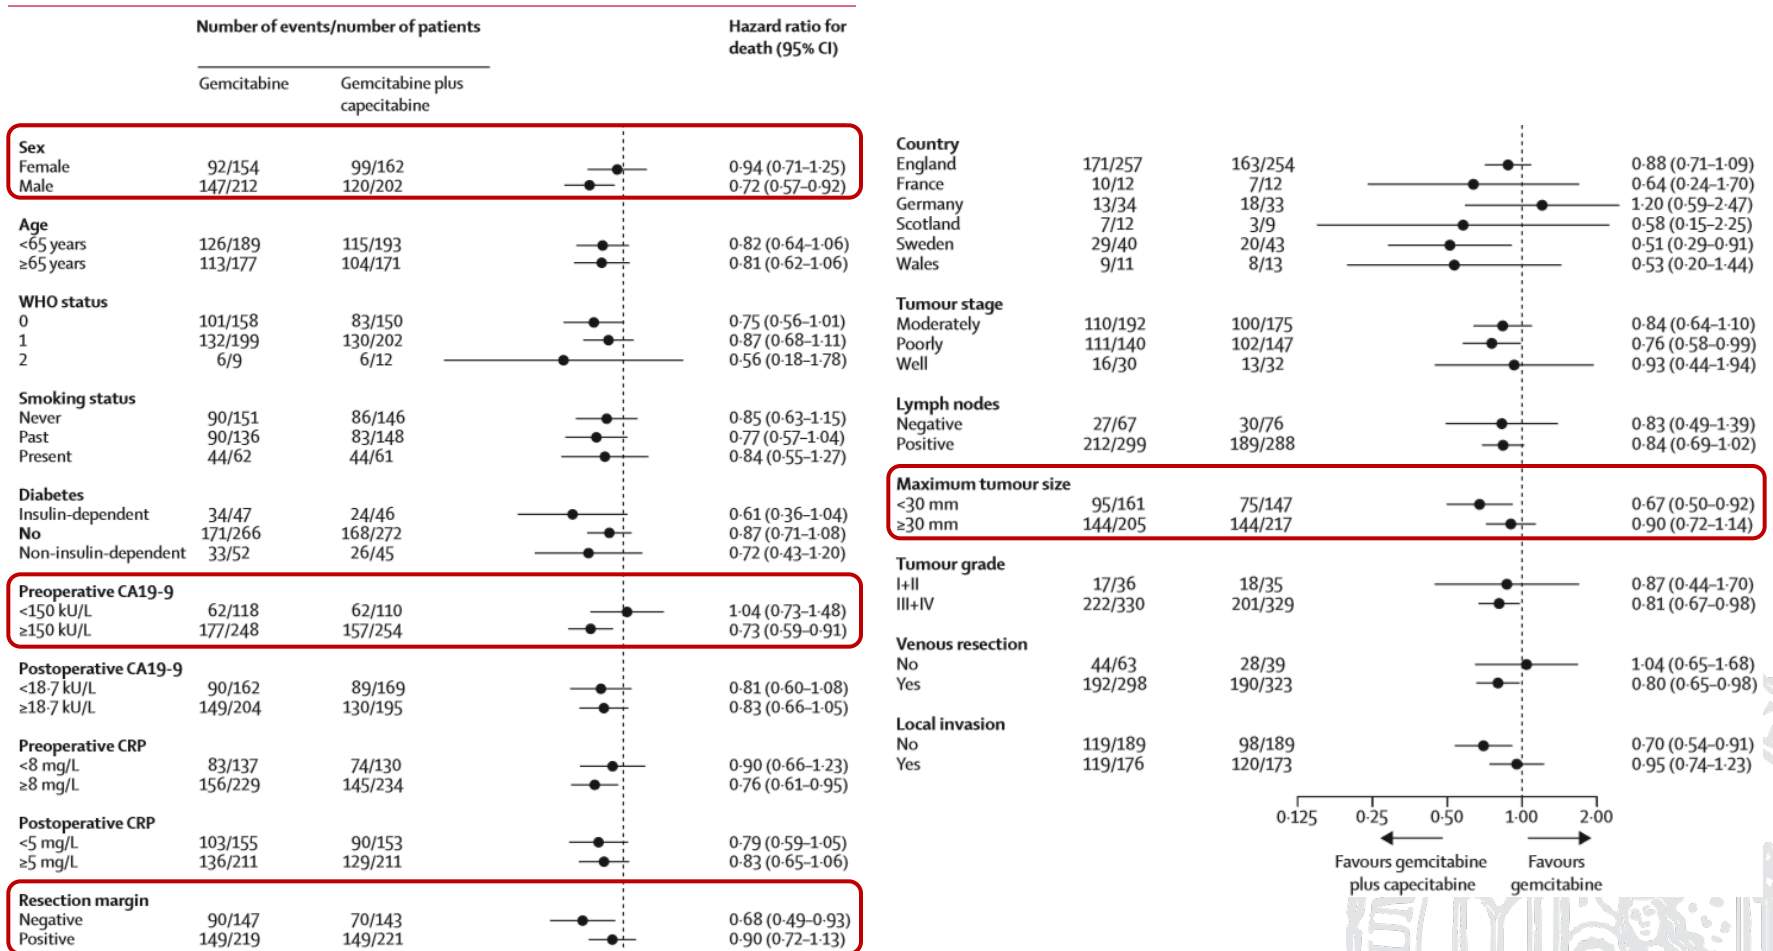 Number of events/number of patients Hazard ratio for
death (95% CI)
Gemcitabine Gemcitabine plus
capecitabine
Sex
Female 92/154 99/162 0·94 (0·71–1·25)
Male 147/212 120/202 0·72 (0·57–0·92)
Age
<65 years 126/189 115/193 0·82 (0·64–1·06)
≥65 years 113/177 104/171 0·81 (0·62–1·06)
WHO status
0 101/158 83/150 0·75 (0·56–1·01)
1 132/199 130/202 0·87 (0·68–1·11)
2 6/9 6/12 0·56 (0·18–1·78)
Smoking status
Never 90/151 86/146 0·85 (0·63–1·15)
Past 90/136 83/148 0·77 (0·57–1·04)
Present 44/62 44/61 0·84 (0·55–1·27)
Diabetes
Insulin-dependent 34/47 24/46 0·61 (0·36–1·04)
No 171/266 168/272 0·87 (0·71–1·08)
Non-insulin-dependent 33/52 26/45 0·72 (0·43–1·20)
Preoperative CA19-9
<150 kU/L 62/118 62/110 1·04 (0·73–1·48)
≥150 kU/L 177/248 157/254 0·73 (0·59–0·91)
Postoperative CA19-9
<18·7 kU/L 90/162 89/169 0·81 (0·60–1·08)
≥18·7 kU/L 149/204 130/195 0·83 (0·66–1·05)
Preoperative CRP
<8 mg/L 83/137 74/130 0·90 (0·66–1·23)
≥8 mg/L 156/229 145/234 0·76 (0·61–0·95)
Postoperative CRP
<5 mg/L 103/155 90/153 0·79 (0·59–1·05)
≥5 mg/L 136/211 129/211 0·83 (0·65–1·06)
Resection margin
Negative 90/147 70/143 0·68 (0·49–0·93)
Positive 149/219 149/221 0·90 (0·72–1·13)
Country
England 171/257 163/254 0·88 (0·71–1·09)
France 10/12 7/12 0·64 (0·24–1·70)
Germany 13/34 18/33 1·20 (0·59–2·47)
Scotland 7/12 3/9 0·58 (0·15–2·25)
Sweden 29/40 20/43 0·51 (0·29–0·91)
Wales 9/11 8/13 0·53 (0·20–1·44)
Tumour stage
Moderately 110/192 100/175 0·84 (0·64–1·10)
Poorly 111/140 102/147 0·76 (0·58–0·99)
Well 16/30 13/32 0·93 (0·44–1·94)
Lymph nodes
Negative 27/67 30/76 0·83 (0·49–1·39)
Positive 212/299 189/288 0·84 (0·69–1·02)
Maximum tumour size
<30 mm 95/161 75/147 0·67 (0·50–0·92)
≥30 mm 144/205 144/217 0·90 (0·72–1·14)
Tumour grade
I+II 17/36 18/35 0·87 (0·44–1·70)
III+IV 222/330 201/329 0·81 (0·67–0·98)
Venous resection
No 44/63 28/39 1·04 (0·65–1·68)
Yes 192/298 190/323 0·80 (0·65–0·98)
Local invasion
No 119/189 98/189 0·70 (0·54–0·91)
Yes 119/176 120/173 0·95 (0·74–1·23)
0·125 0·25 0·50 1·00 2·00
Favours gemcitabine Favours
plus capecitabine gemcitabine